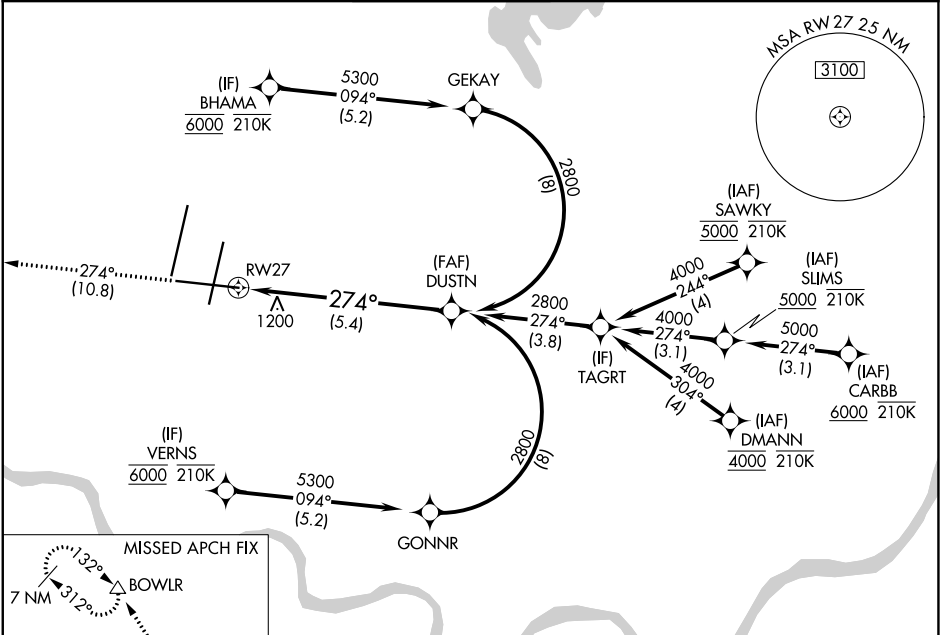 MSA RW 27 25 NM
3100
(IF)
BHAMA
6000 210K
5300
094°
(5.2)
GEKAY
2800
(8)
(IAF)
SAWKY
5000 210K
4000
244°
(4)
(IAF)
SLIMS
5000 210K
274°
(10.8)
RW27
1200
274°
(5.4)
(FAF)
DUSTN
2800
274°
(3.8)
(IF)
TAGRT
4000
274°
(3.1)
5000
274°
(3.1)
(IAF)
CARBB
6000 210K
4000
304°
(4)
(IAF)
DMANN
4000 210K
(IF)
VERNS
6000 210K
5300
094°
(5.2)
GONNR
2800
(8)
MISSED APCH FIX
132°
BOWLR
7 NM
312°